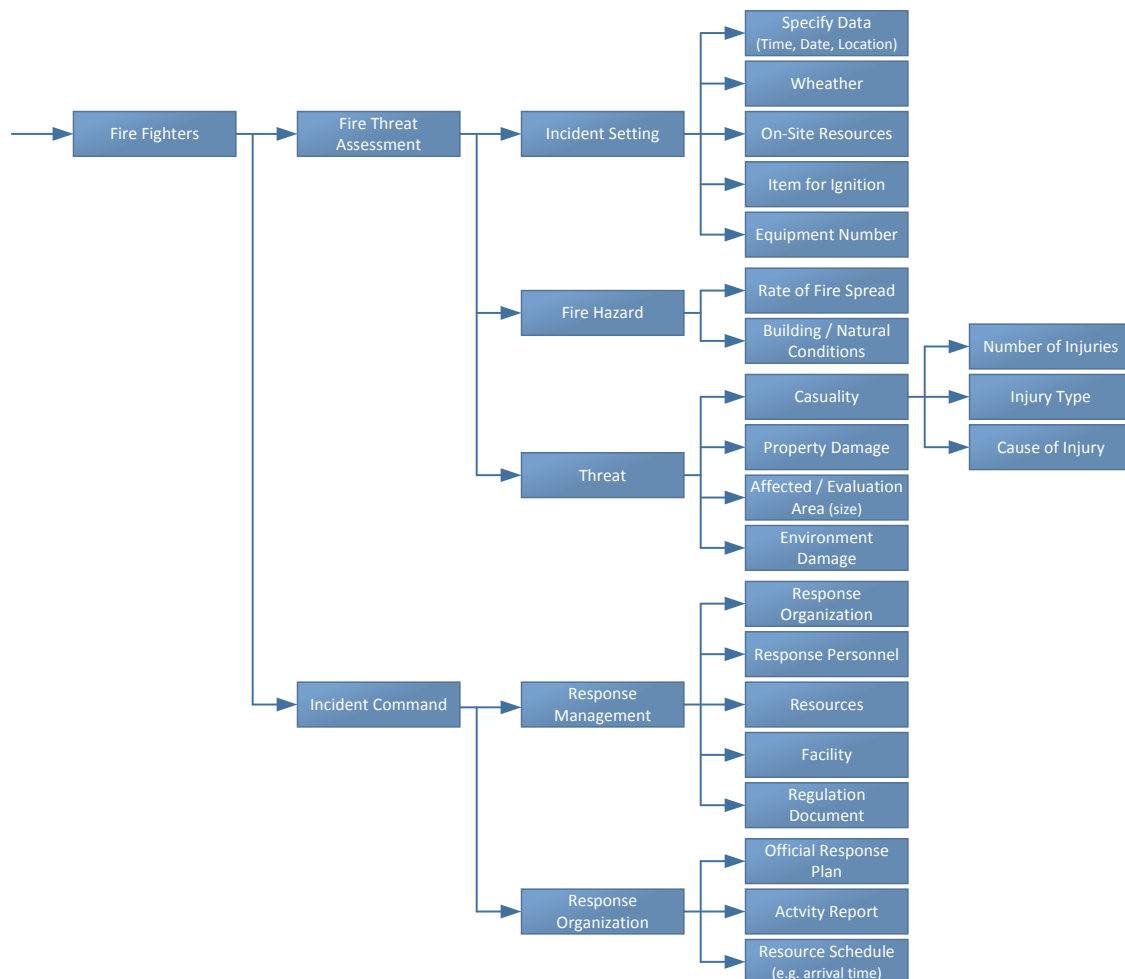 Specify Data
(Time, Date, Location)
Wheather
Fire Fighters
Fire Threat
Assessment
Incident Setting
On-Site Resources
Item for Ignition
Equipment Number
Fire Hazard
Rate of Fire Spread
Building / Natural
Conditions
Number of Injuries
Casuality
Injury Type
Property Damage
Cause of Injury
Threat
Affected / Evaluation
Area (size)
Environment
Damage
Response
Organization
Response Personnel
Incident Command
Response
Management
Resources
Facility
Regulation
Document
Official Response
Plan
Response
Organization
Actvity Report
Resource Schedule
(e.g. arrival time)